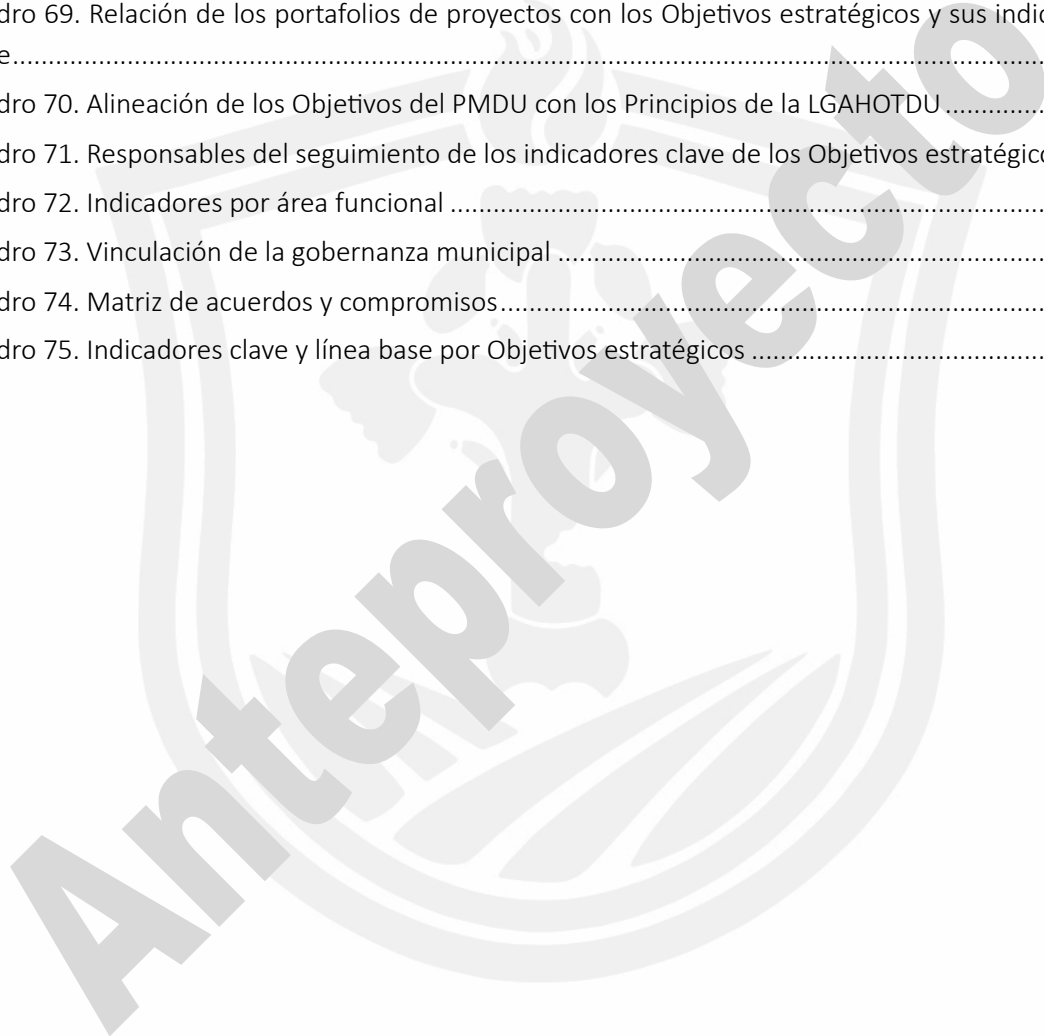 dro 69. Relación de los portafolios de proyectos con los Objetivos estratégicos y sus indic
e..........................................................................................................................................
dro 70. Alineación de los Objetivos del PMDU con los Principios de la LGAHOTDU..............
dro 71. Responsables del seguimiento de los indicadores clave de los Objetivos estratégico
dro 72. Indicadores por área funcional ................................................................................
dro 73. Vinculación de la gobernanza municipal .................................................................
dro 74. Matriz de acuerdos y compromisos.........................................................................
dro 75. Indicadores clave y línea base por Objetivos estratégicos .......................................
Anteproyecto